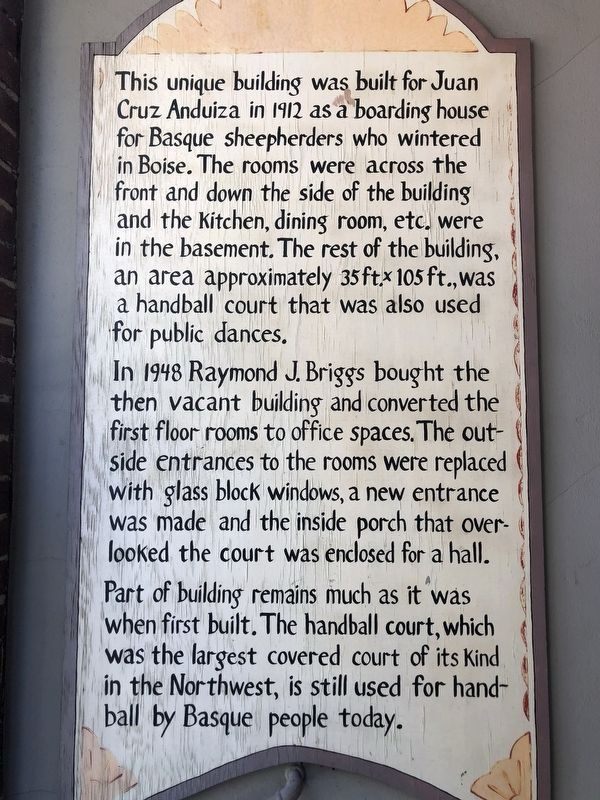 This unique building was built for Juan
Cruz Anduiza in 1912 as a boarding house
for Basque sheepherders who wintered
in Boise. The rooms were across the
front and down the side of the building
and the Kitchen, dining room, etc. were
in the basement. The rest of the building,
an area approximately 35 ft. x 105 ft., was
a handball court that was also used
for public dances.
In 1948 Raymond J. Briggs bought the
then vacant building and converted the
first floor rooms to office spaces. The out-
side entrances to the rooms were replaced
with glass block windows, a new entrance
was made and the inside porch that over-
looked the court was enclosed for a hall.
Part of building remains much as it was
when first built. The handball court, which
was the largest covered court of its Kind
in the Northwest, is still used for hand-
ball by Basque people today.